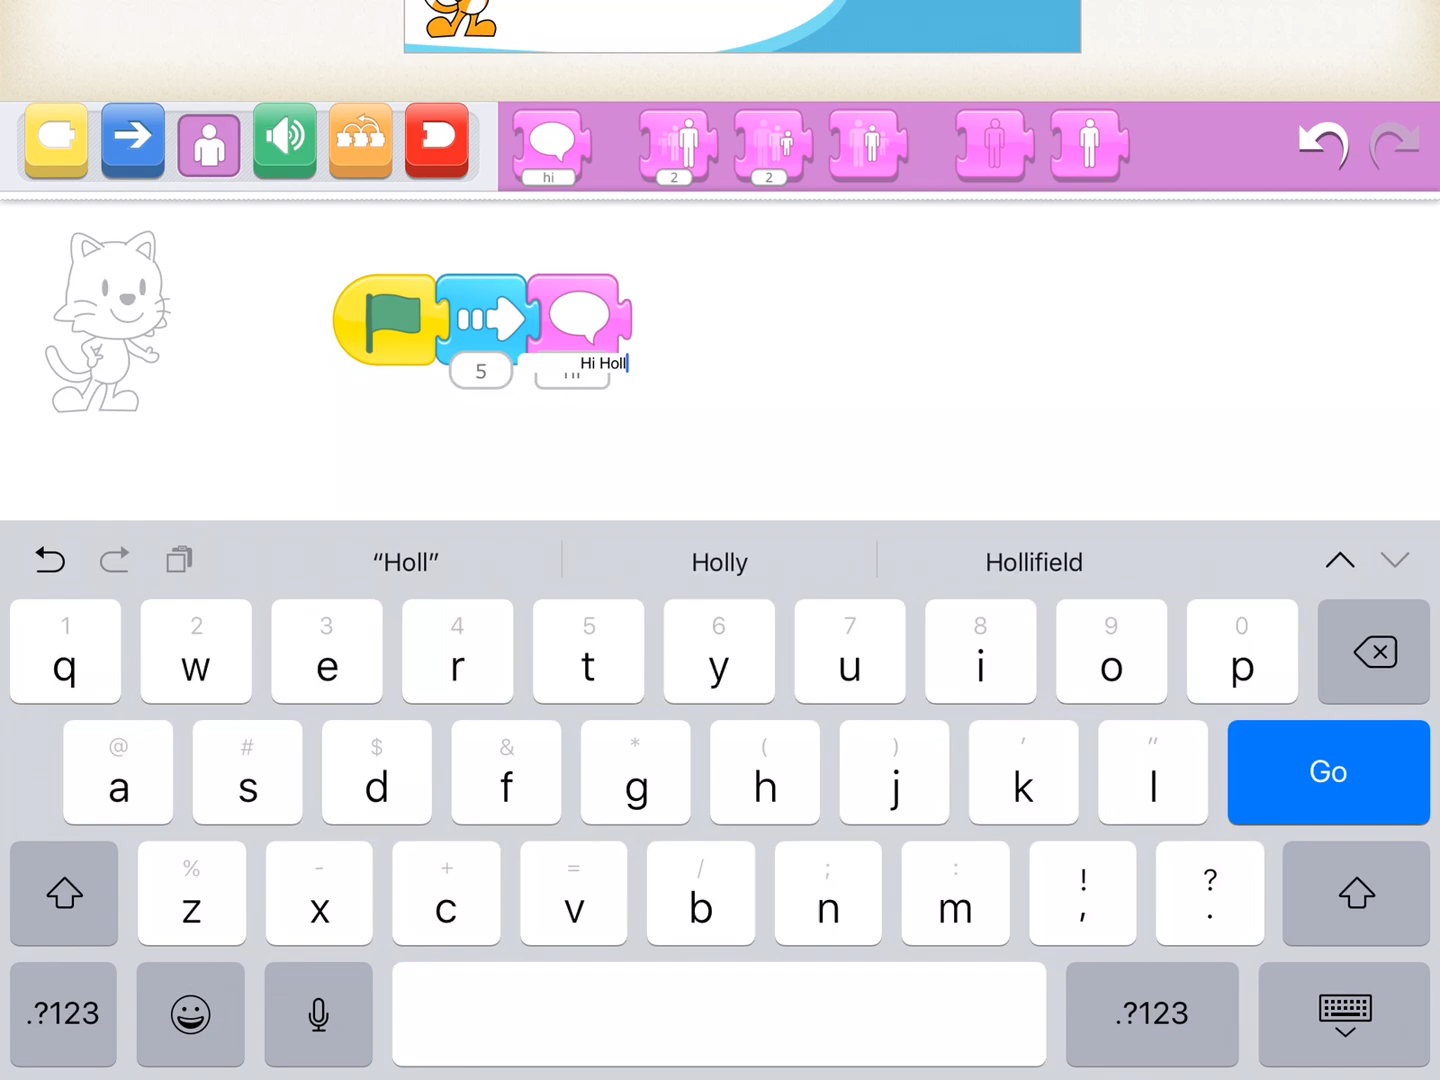 hi
2
2
Hi Holl
5
“Holl” Holly Hollifield
1 2 3 4 5 6 7 8 9 0
q w e r t y u i o p
@ # $ & * ( ) ' "
a s d f g h j k l Go
% - + = / ; : ! ?
z x c v b n m , .
.?123 .?123